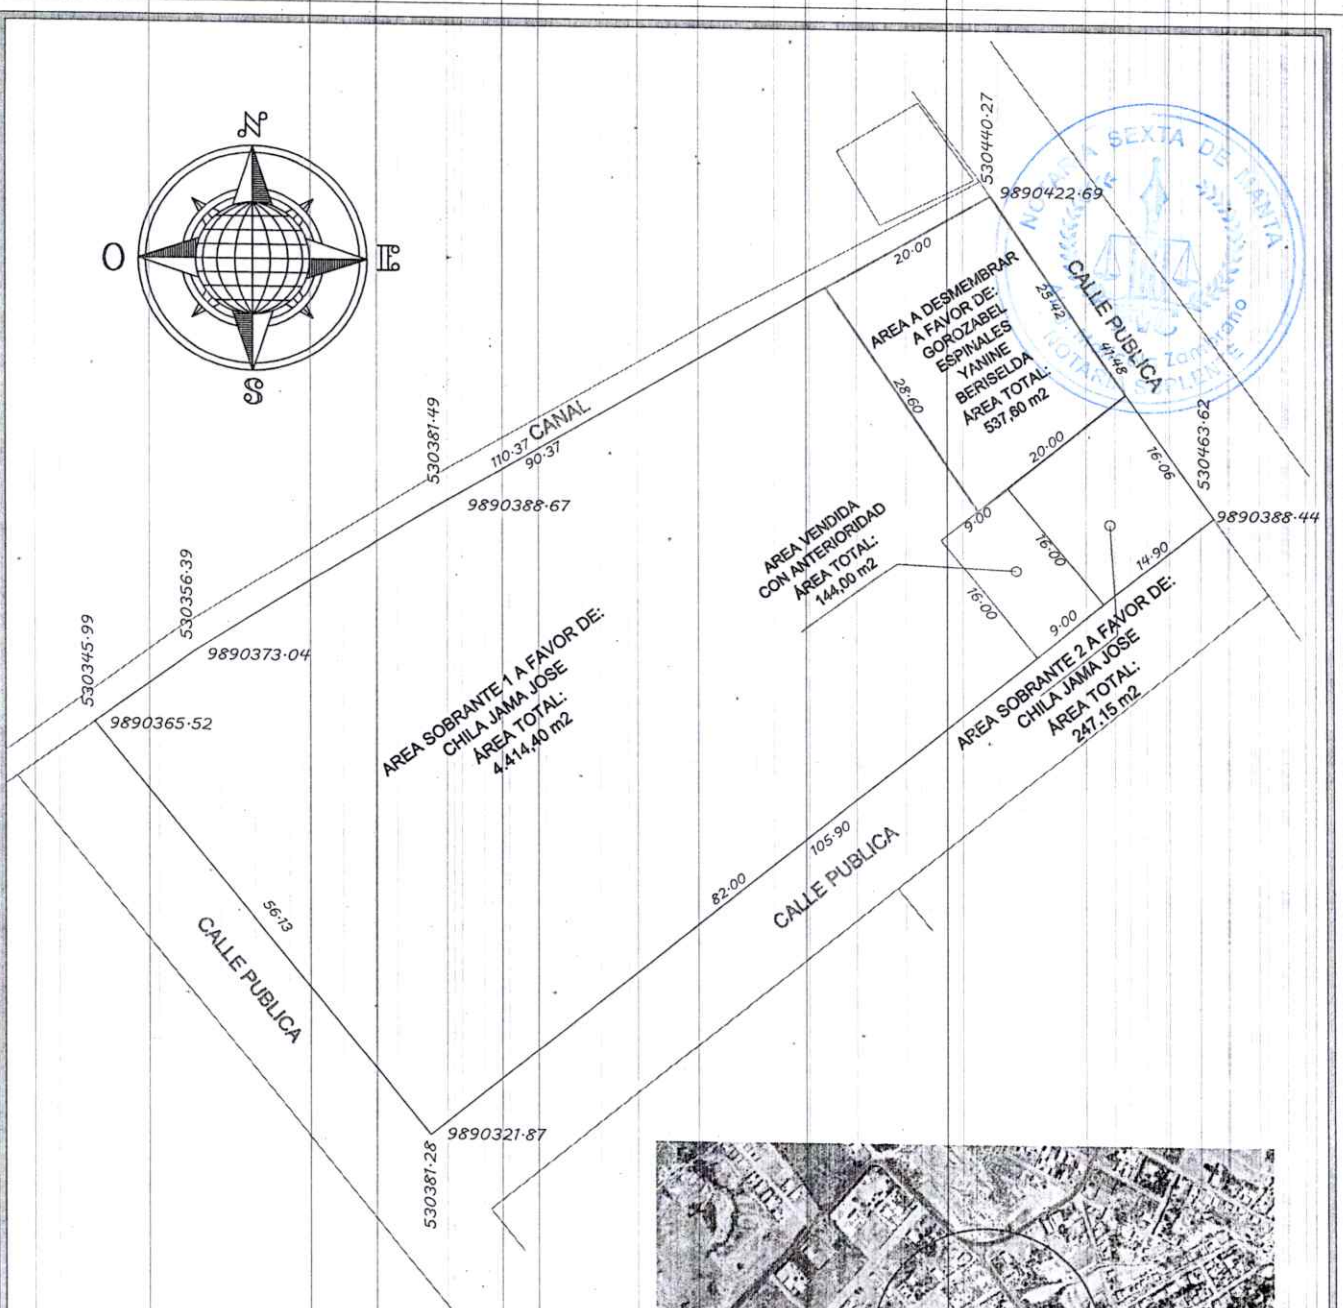 N
O
E
S
530440.27
9890422.69
NOTARIA SEXTA DE MANTA
CALLE PUBLICA
20.00
25.42
41.48
AREA A DESMEMBRAR
A FAVOR DE:
GOROZABEL
ESPINALES
YANINE
BERISELDA
ÁREA TOTAL:
537,60 m2
28.60
20.00
16.06
530463.62
9890388.44
530381.49
110.37 CANAL
90.37
9890388.67
AREA VENDIDA
CON ANTERIORIDAD
ÁREA TOTAL:
144,00 m2
9.00
16.00
16.00
14.90
9.00
530356.39
9890373.04
530345.99
9890365.52
AREA SOBRANTE 1 A FAVOR DE:
CHILA JAMA JOSE
ÁREA TOTAL:
4.414,40 m2
AREA SOBRANTE 2 A FAVOR DE:
CHILA JAMA JOSE
ÁREA TOTAL:
247,15 m2
105.90
82.00
CALLE PUBLICA
56.13
CALLE PUBLICA
530381.28
9890321.87